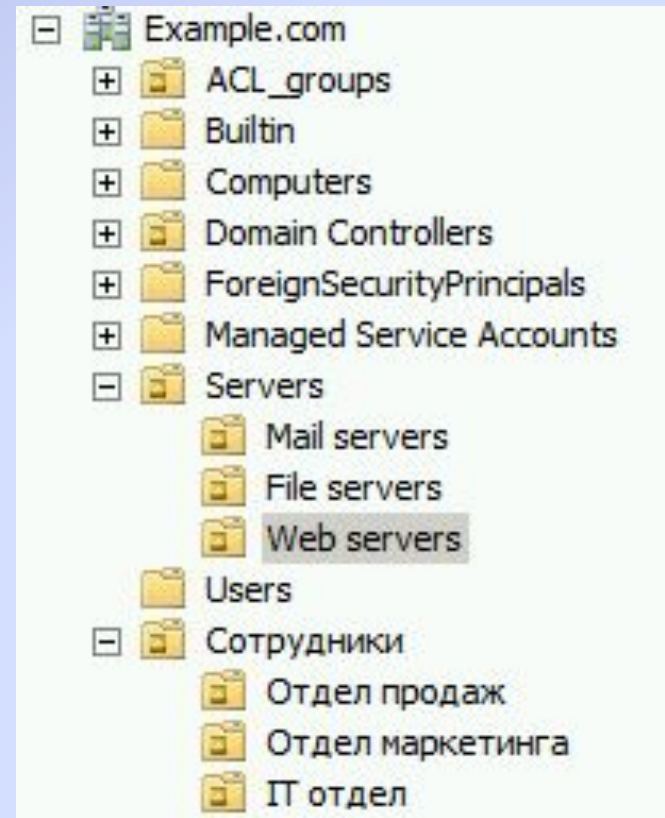 Example.com
ACL_groups
Builtin
Computers
Domain Controllers
ForeignSecurityPrincipals
Managed Service Accounts
Servers
Mail servers
File servers
Web servers
Users
Сотрудники
Отдел продаж
Отдел маркетинга
IT отдел